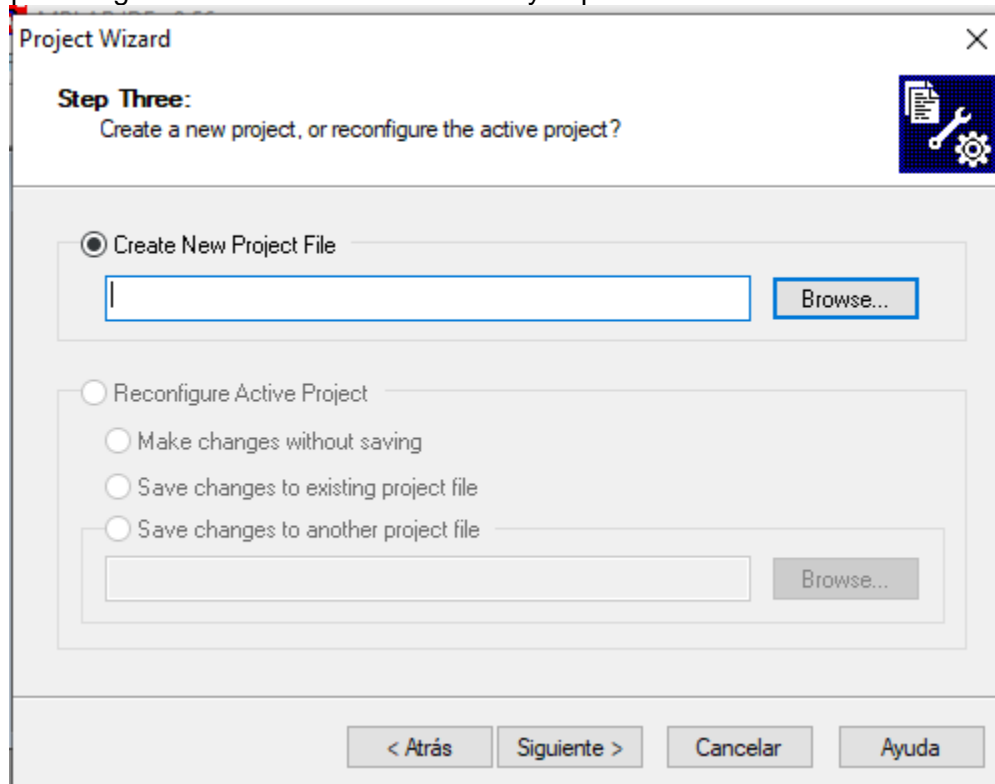 Project Wizard
Step Three:
Create a new project, or reconfigure the active project?
Create New Project File
Browse...
Reconfigure Active Project
Make changes without saving
Save changes to existing project file
Save changes to another project file
Browse...
< Atrás Siguiente > Cancelar Ayuda